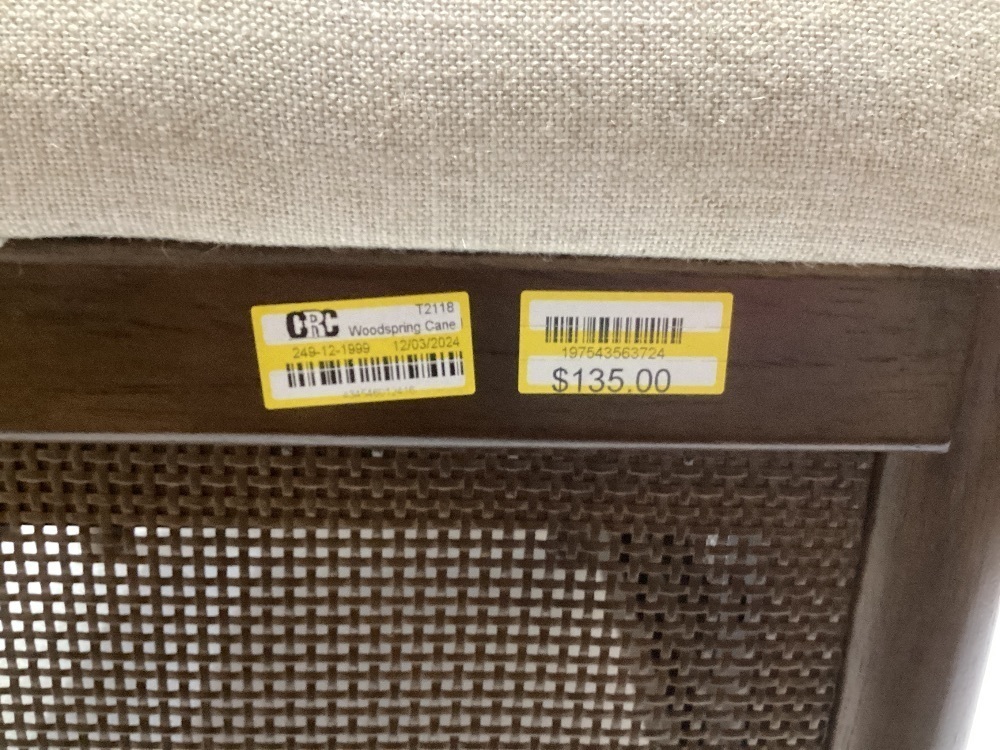 CRC
T2118
Woodspring Cane
249-12-1999 12/03/2024
197543563724
$135.00